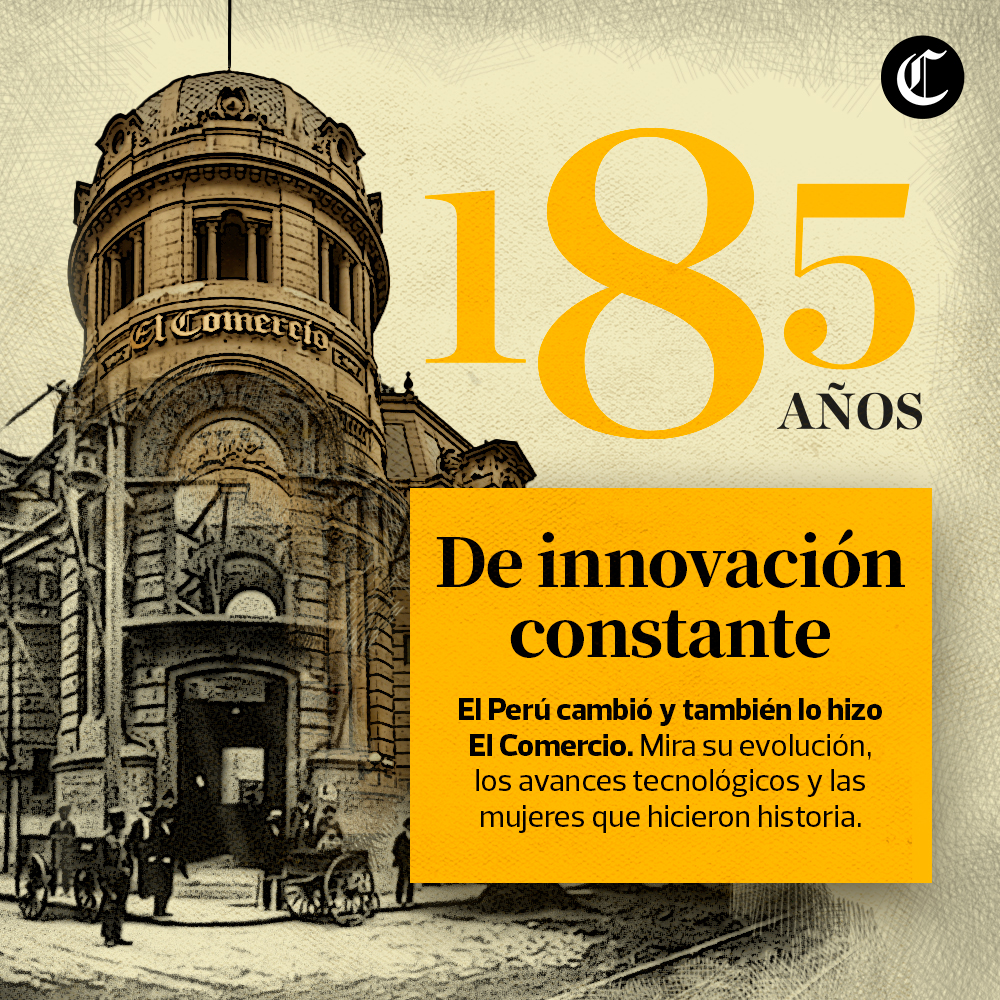 C
185
AÑOS
El Comercio
De innovación
constante
El Perú cambió y también lo hizo
El Comercio. Mira su evolución,
los avances tecnológicos y las
mujeres que hicieron historia.